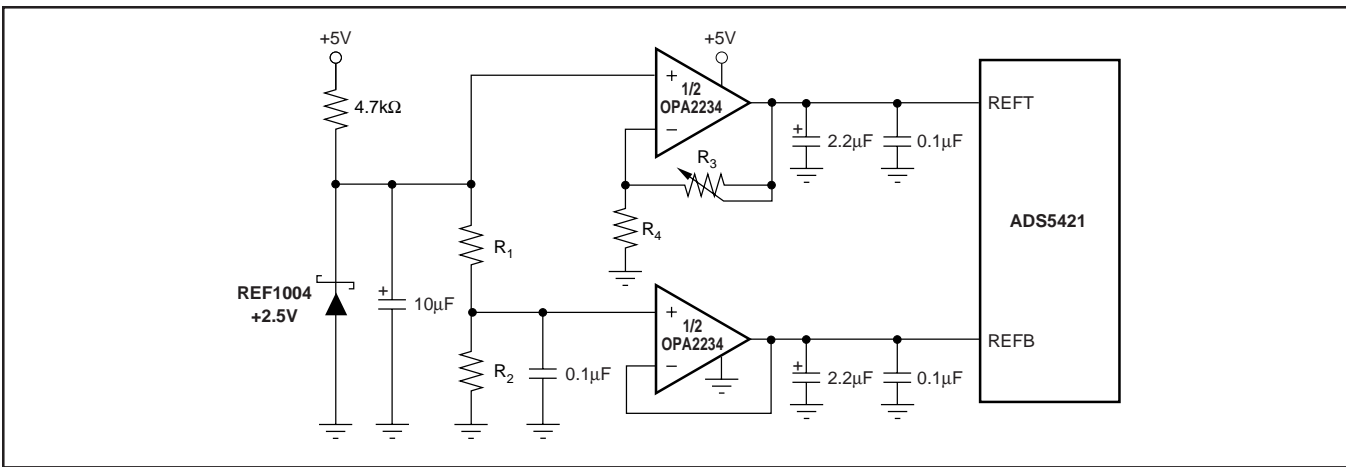 +5V
4.7kΩ
REF1004
+2.5V
+
10µF
R1
R2
0.1µF
+5V
+
1/2
OPA2234
−
R3
R4
+
2.2µF
0.1µF
+
1/2
OPA2234
−
+
2.2µF
0.1µF
REFT
ADS5421
REFB